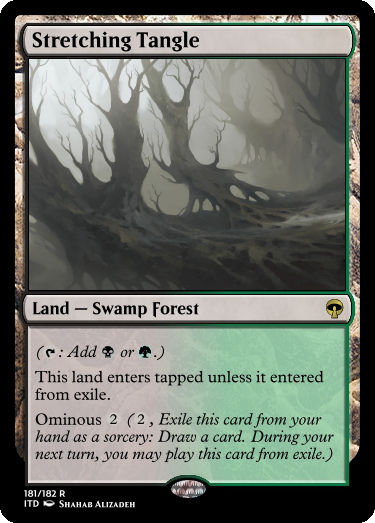 Stretching Tangle
Land — Swamp Forest
(: Add  or .)
This land enters tapped unless it entered
from exile.
Ominous 2 (2, Exile this card from your
hand as a sorcery: Draw a card. During your
next turn, you may play this card from exile.)
181/182 R
ITD Shahab Alizadeh